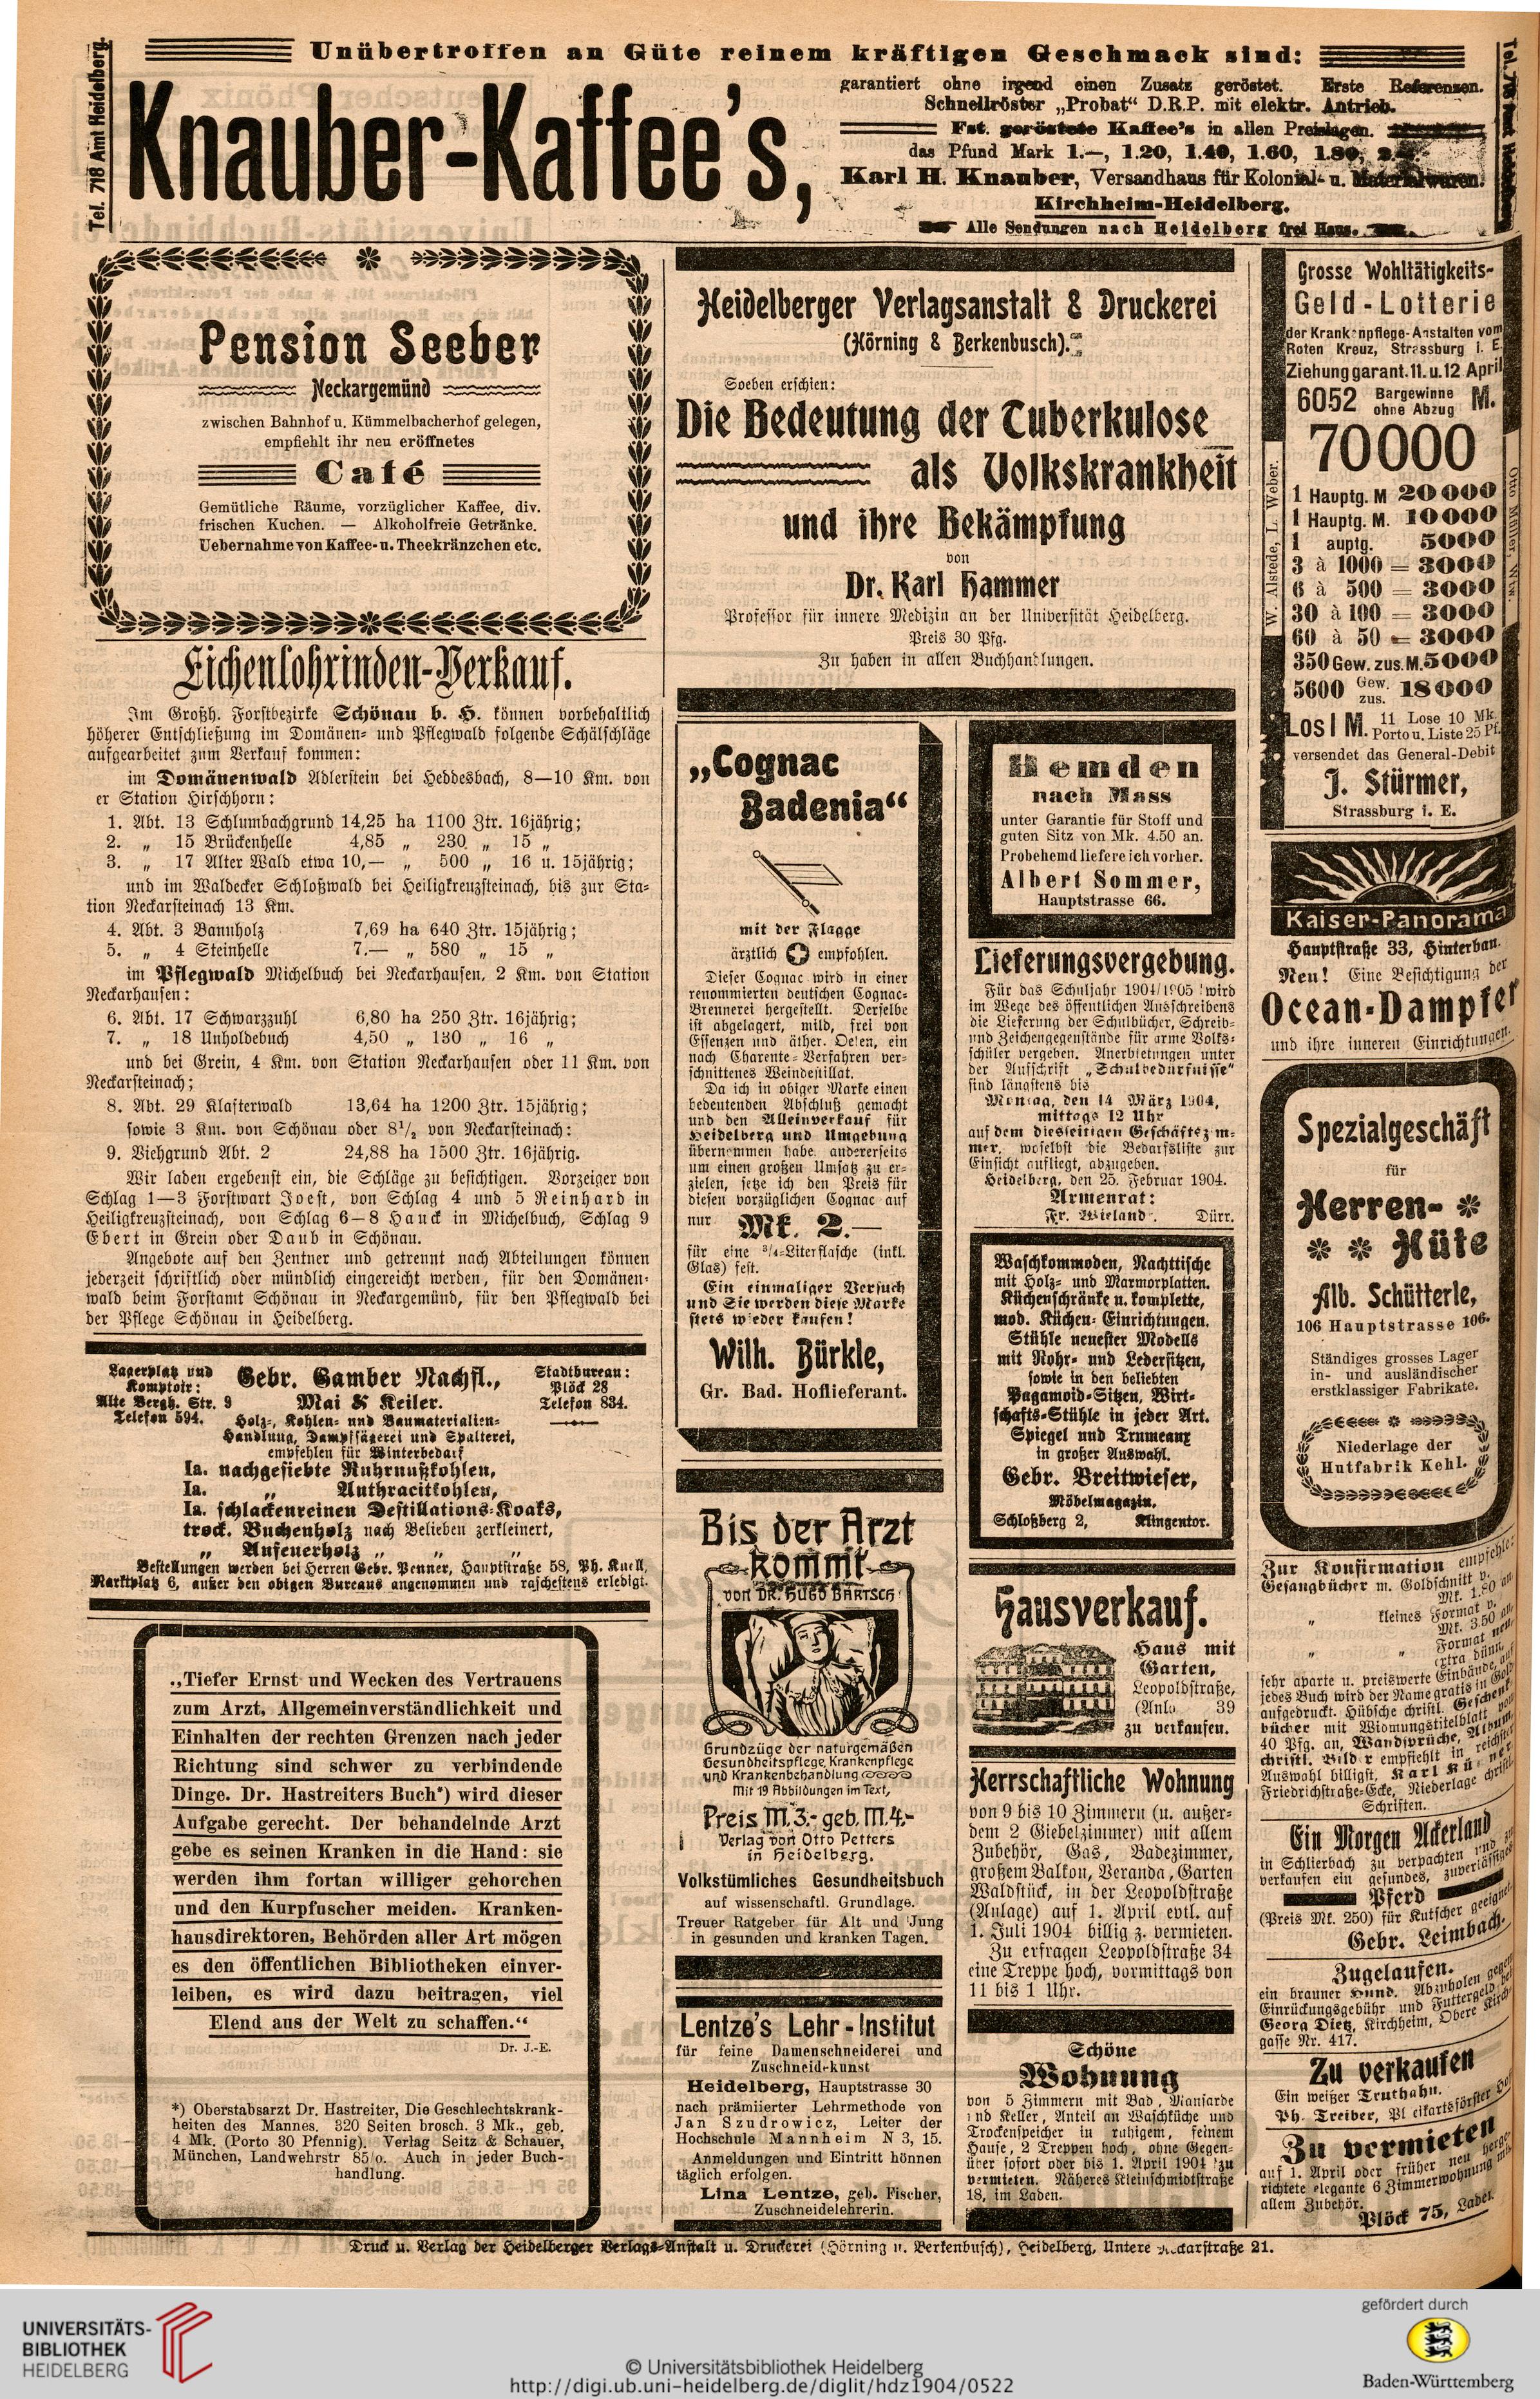 Unübertroffen an Güte reinem kräftigen Geschmack sind:
Tel. 718 Amt Heidelberg.
Knauber-Kaffee's,
garantiert ohne irgend einen Zusatz geröstet. Erste Referenzen.
Schnellröster „Probat“ D.R.P. mit elektr. Antrieb.
Fst. geröstete Kaffee's in allen Preislagen.
das Pfund Mark 1.—, 1.20, 1.40, 1.60, 1.80,
Karl H. Knauber, Versandhaus für Kolonial- u. Materialwaren.
Kirchheim-Heidelberg.
Alle Sendungen nach Heidelberg frei Haus.
Tel. 718 Amt Heidelberg
Pension Seeber
Neckargemünd
zwischen Bahnhof u. Kümmelbacherhof gelegen,
empfiehlt ihr neu eröffnetes
Café
Gemütliche Räume, vorzüglicher Kaffee, div.
frischen Kuchen. — Alkoholfreie Getränke.
Uebernahme von Kaffee- u. Theekränzchen etc.
Eichenlohrinden-Verkauf.
Im Großh. Forstbezirke Schönau b. H. können vorbehaltlich
höherer Entschließung im Domänen- und Pflegwald folgende Schälschläge
aufgearbeitet zum Verkauf kommen:
im Domänenwald Adlerstein bei Heddesbach, 8—10 Km. von
er Station Hirschhorn:
1. Abt. 13 Schlumbachgrund 14,25 ha 1100 Ztr. 16jährig;
2. „ 15 Brückenhelle 4,85 „ 230 „ 15 „
3. „ 17 Alter Wald etwa 10,— „ 500 „ 16 u. 15jährig;
und im Waldecker Schloßwald bei Heiligkreuzsteinach, bis zur Sta-
tion Neckarsteinach 13 Km.
4. Abt. 3 Bannholz 7,69 ha 640 Ztr. 15jährig;
5. „ 4 Steinhelle 7.— „ 580 „ 15 „
im Pflegwald Michelbuch bei Neckarhausen, 2 Km. von Station
Neckarhausen:
6. Abt. 17 Schwarzzuhl 6,80 ha 250 Ztr. 16jährig;
7. „ 18 Unholdebuch 4,50 „ 130 „ 16 „
und bei Grein, 4 Km. von Station Neckarhausen oder 11 Km. von
Neckarsteinach;
8. Abt. 29 Klafterwald 13,64 ha 1200 Ztr. 15jährig;
sowie 3 Km. von Schönau oder 8½ von Neckarsteinach:
9. Viehgrund Abt. 2 24,88 ha 1500 Ztr. 16jährig.
Wir laden ergebenst ein, die Schläge zu besichtigen. Vorzeiger von
Schlag 1—3 Forstwart Joest, von Schlag 4 und 5 Reinhard in
Heiligkreuzsteinach, von Schlag 6—8 Hauck in Michelbuch, Schlag 9
Ebert in Grein oder Daub in Schönau.
Angebote auf den Zentner und getrennt nach Abteilungen können
jederzeit schriftlich oder mündlich eingereicht werden, für den Domänen-
wald beim Forstamt Schönau in Neckargemünd, für den Pflegwald bei
der Pflege Schönau in Heidelberg.
Lagerplatz und
Komptoir:
Alte Bergh. Str. 9
Telefon 594.
Gebr. Gamber Nachfl.,
Mai & Keiler.
Stadtbureau:
Plöck 28
Telefon 834.
Holz-, Kohlen- und Baumaterialien-
Handlung, Dampfsägerei und Spalterei,
empfehlen für Winterbedarf
Ia. nachgesiebte Ruhrnußkohlen,
Ia. „ Anthracitkohlen,
Ia. schlackenreinen Destillations-Koaks,
trock. Buchenholz nach Belieben zerkleinert,
„ Anfeuerholz „ „ „
Bestellungen werden bei Herren Gebr. Penner, Hauptstraße 58, Ph. Knell,
Marktplatz 6, außer den obigen Bureaus angenommen und raschestens erledigt.
„Tiefer Ernst und Wecken des Vertrauens
zum Arzt, Allgemeinverständlichkeit und
Einhalten der rechten Grenzen nach jeder
Richtung sind schwer zu verbindende
Dinge. Dr. Hastreiters Buch*) wird dieser
Aufgabe gerecht. Der behandelnde Arzt
gebe es seinen Kranken in die Hand: sie
werden ihm fortan williger gehorchen
und den Kurpfuscher meiden. Kranken-
hausdirektoren, Behörden aller Art mögen
es den öffentlichen Bibliotheken einver-
leiben, es wird dazu beitragen, viel
Elend aus der Welt zu schaffen.“
Dr. J.-E.
*) Oberstabsarzt Dr. Hastreiter, Die Geschlechtskrank-
heiten des Mannes. 320 Seiten brosch. 3 Mk., geb.
4 Mk. (Porto 30 Pfennig). Verlag Seitz & Schauer,
München, Landwehrstr 85/o. Auch in jeder Buch-
handlung.
Heidelberger Verlagsanstalt & Druckerei
(Hörning & Berkenbusch).
Soeben erschien:
Die Bedeutung der Tuberkulose
als Volkskrankheit
und ihre Bekämpfung
von
Dr. Karl Hammer
Professor für innere Medizin an der Universität Heidelberg.
Preis 30 Pfg.
Zu haben in allen Buchhandlungen.
„Cognac
Badenia“
mit der Flagge
ärztlich empfohlen.
Dieser Cognac wird in einer
renommierten deutschen Cognac-
Brennerei hergestellt. Derselbe
ist abgelagert, mild, frei von
Essenzen und äther. Oelen, ein
nach Charente-Verfahren ver-
schnittenes Weindestillat.
Da ich in obiger Marke einen
bedeutenden Abschluß gemacht
und den Alleinverkauf für
Heidelberg und Umgebung
übernommen habe, andererseits
um einen großen Umsatz zu er-
zielen, setze ich den Preis für
diesen vorzüglichen Cognac auf
nur Mk. 2.—
für eine ¾-Literflasche (inkl.
Glas) fest.
Ein einmaliger Versuch
und Sie werden diese Marke
stets wieder kaufen!
Wilh. Bürkle,
Gr. Bad. Hoflieferant.
Bis der Arzt
kommt
von DR. HUGO BARTSCH
Grundzüge der naturgemäßen
Gesundheitspflege, Krankenpflege
und Krankenbehandlung
Mit 19 Abbildungen im Text,
Preis M.3.- geb. M.4.-
Verlag von Otto Petters
in Heidelberg.
Volkstümliches Gesundheitsbuch
auf wissenschaftl. Grundlage.
Treuer Ratgeber für Alt und Jung
in gesunden und kranken Tagen.
Lentze's Lehr-Institut
für feine Damenschneiderei und
Zuschneidekunst
Heidelberg, Hauptstrasse 30
nach prämiierter Lehrmethode von
Jan Szudrowicz, Leiter der
Hochschule Mannheim N 3, 15.
Anmeldungen und Eintritt können
täglich erfolgen.
Lina Lentze, geb. Fischer,
Zuschneidelehrerin.
Hemden
nach Mass
unter Garantie für Stoff und
guten Sitz von Mk. 4.50 an.
Probehemd liefere ich vorher.
Albert Sommer,
Hauptstrasse 66.
Lieferungsvergebung.
Für das Schuljahr 1904/1905 wird
im Wege des öffentlichen Ausschreibens
die Lieferung der Schulbücher, Schreib-
und Zeichengegenstände für arme Volks-
schüler vergeben. Anerbietungen unter
der Aufschrift „Schulbedürfnisse“
sind längstens bis
Montag, den 14 März 1904,
mittags 12 Uhr
auf dem diesseitigen Geschäftszim-
mer, woselbst die Bedarfsliste zur
Einsicht aufliegt, abzugeben.
Heidelberg, den 25. Februar 1904.
Armenrat:
Fr. Wieland. Dürr.
Waschkommoden, Nachttische
mit Holz- und Marmorplatten.
Küchenschränke u. komplette,
mod. Küchen-Einrichtungen.
Stühle neuester Modells
mit Rohr- und Ledersitzen,
sowie in den beliebten
Pagamoid-Sitzen, Wirt-
schafts-Stühle in jeder Art.
Spiegel und Trumeaux
in großer Auswahl.
Gebr. Breitwieser,
Möbelmagazin,
Schloßberg 2, Klingentor.
Hausverkauf.
Haus mit
Garten,
Leopoldstraße,
39
zu verkaufen.
Herrschaftliche Wohnung
von 9 bis 10 Zimmern (u. außer-
dem 2 Giebelzimmer) mit allem
Zubehör, Gas, Badezimmer,
großem Balkon, Veranda, Garten
Waldstück, in der Leopoldstraße
(Anlage) auf 1. April evtl. auf
1. Juli 1904 billig z. vermieten.
Zu erfragen Leopoldstraße 34
eine Treppe hoch, vormittags von
11 bis 1 Uhr.
Schöne
Wohnung
von 5 Zimmern mit Bad, Mansarde
und Keller, Anteil an Waschküche und
Trockenspeicher in ruhigem, feinem
Hause, 2 Treppen hoch, ohne Gegen-
über sofort oder bis 1. April 1904 zu
vermieten. Näheres Kleinschmidtstraße
18, im Laden.
Grosse Wohltätigkeits-
Geld-Lotterie
der Krankenpflege-Anstalten vom
Roten Kreuz, Strassburg i. E.
Ziehung garant. 11. u. 12 April
6052 Bargewinne ohne Abzug M.
70000
1 Hauptg. M 20000
1 Hauptg. M. 10000
1 auptg. 5000
3 à 1000 = 3000
6 à 500 = 3000
30 à 100 = 3000
60 à 50 = 3000
350 Gew. zus. M. 5000
5600 Gew. zus. 18000
W. Alstede, L. Weber.
Otto Müller, Wtw.
Los 1 M. 11 Lose 10 Mk.
Porto u. Liste 25 Pf.
versendet das General-Debit
J. Stürmer,
Strassburg i. E.
Kaiser-Panorama
Hauptstraße 33, Hinterbau.
Neu! Eine Besichtigung der
Ocean-Dampfer
und ihre inneren Einrichtungen.
Spezialgeschäft
für
Herren-
Hüte
Alb. Schütterle,
106 Hauptstrasse 106.
Ständiges grosses Lager
in- und ausländischer
erstklassiger Fabrikate.
Niederlage der
Hutfabrik Kehl.
Zur Konfirmation empfehle:
Gesangbücher m. Goldschnitt v.
Mk. 1.80 an
„ kleines Format v.
Mk. 3.50 an
„ „ Format neu,
extra dünn,
sehr aparte u. preiswerte Einbände, auf
jedes Buch wird der Name gratis in Gold
aufgedruckt. Hübsche christl. Geschenk-
bücher mit Widmungstitelblatt von
40 Pfg. an, Wandsprüche, Album,
christl. Bilder empfiehlt in reichster
Auswahl billigst, Karl
Friedrichstraße-Ecke, Niederlage christl.
Schriften.
Ein Morgen Ackerland
in Schlierbach zu verpachten und zu
verkaufen ein gesundes, zuverlässiges
Pferd
(Preis Mk. 250) für Kutscher geeignet.
Gebr. Leimbach.
Zugelaufen.
ein brauner Hund. Abzuholen gegen
Einrückungsgebühr und Futtergeld bei
Georg Dietz, Kirchheim, Obere Kirch-
gasse Nr. 417.
Zu verkaufen
Ein weißer Truthahn.
Ph. Treiber,
Zu vermieten
auf 1. April oder früher neu herge-
richtete elegante 6 Zimmerwohnung mit
allem Zubehör.
Plöck 75, Laden.
Druck u. Verlag der Heidelberger Verlags-Anstalt u. Druckerei (Hörning u. Berkenbusch), Heidelberg, Untere Neckarstraße 21.
UNIVERSITÄTS-
BIBLIOTHEK
HEIDELBERG
© Universitätsbibliothek Heidelberg
http://digi.ub.uni-heidelberg.de/diglit/hdz1904/0522
gefördert durch
Baden-Württemberg